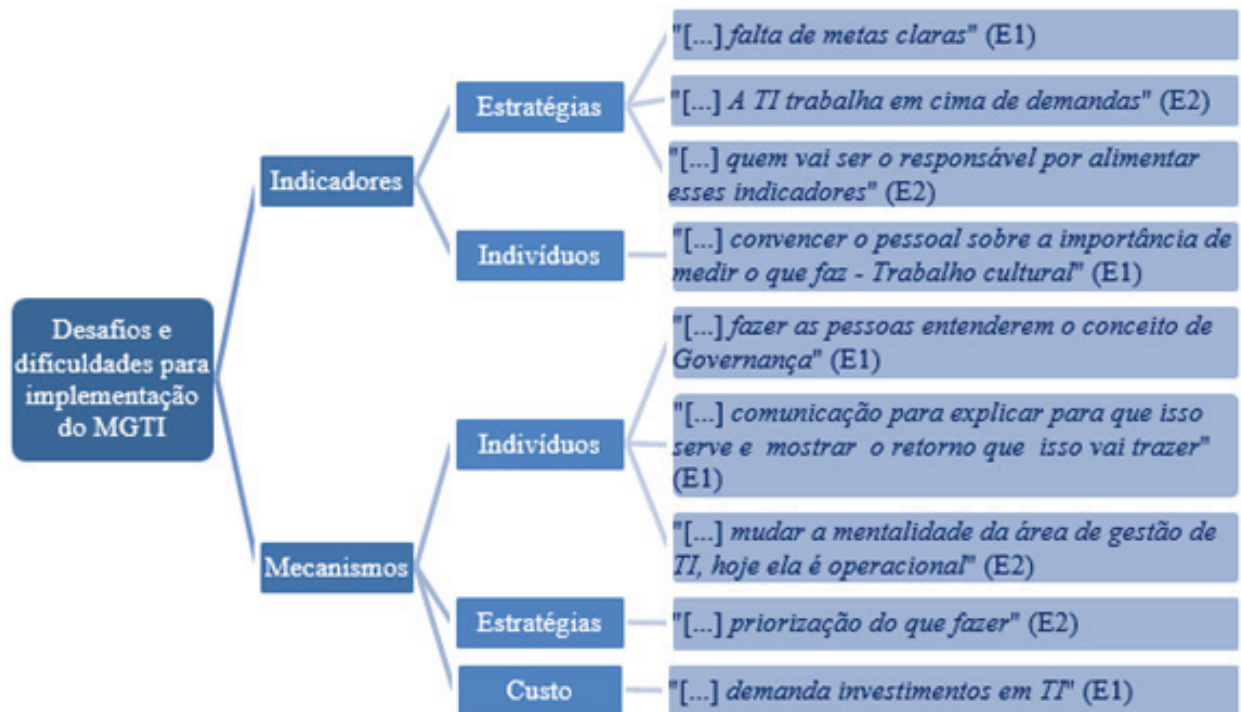 Desafios e
dificuldades para
implementação
do MGTI
Indicadores
Estratégias
"[...] falta de metas claras" (E1)
"[...] A TI trabalha em cima de demandas" (E2)
"[...] quem vai ser o responsável por alimentar
esses indicadores" (E2)
Indivíduos
"[...] convencer o pessoal sobre a importância de
medir o que faz - Trabalho cultural" (E1)
Mecanismos
Indivíduos
"[...] fazer as pessoas entenderem o conceito de
Governança" (E1)
"[...] comunicação para explicar para que isso
serve e mostrar o retorno que isso vai trazer"
(E1)
"[...] mudar a mentalidade da área de gestão de
TI, hoje ela é operacional" (E2)
Estratégias
"[...] priorização do que fazer" (E2)
Custo
"[...] demanda investimentos em TI" (E1)